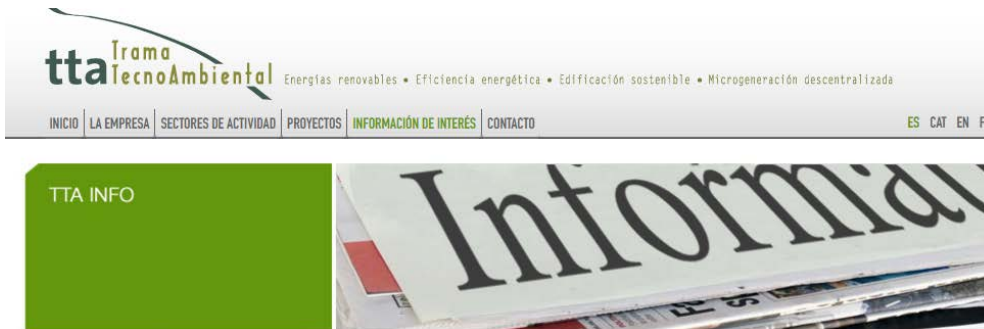 tta Trama
TecnoAmbiental Energías renovables • Eficiencia energética • Edificación sostenible • Microgeneración descentralizada
INICIO LA EMPRESA SECTORES DE ACTIVIDAD PROYECTOS INFORMACIÓN DE INTERÉS CONTACTO ES CAT EN F
TTA INFO